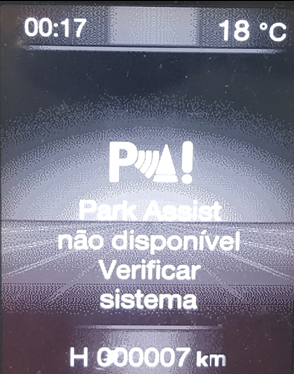 00:17 18 °C
P!
Park Assist
não disponível
Verificar
sistema
H 000007 km